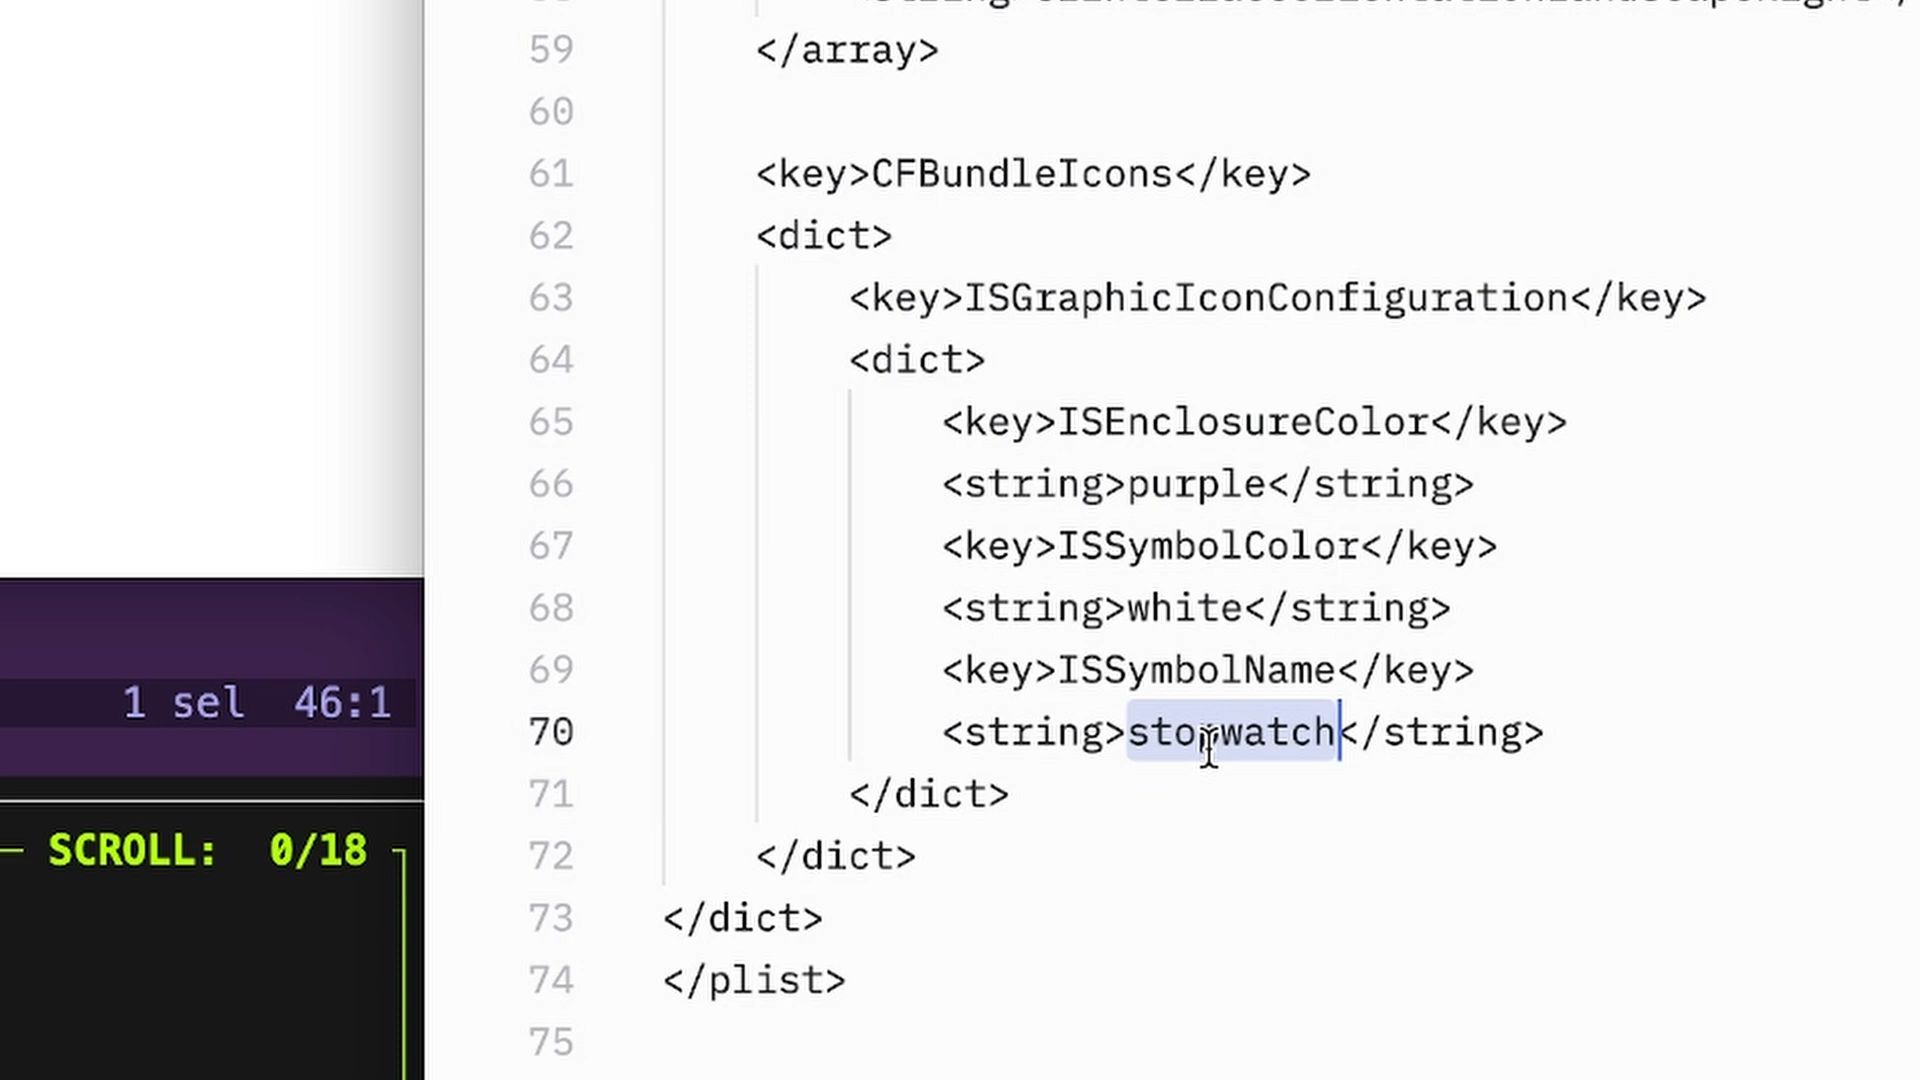 59 </array>
60
61 <key>CFBundleIcons</key>
62 <dict>
63 <key>ISGraphicIconConfiguration</key>
64 <dict>
65 <key>ISEnclosureColor</key>
66 <string>purple</string>
67 <key>ISSymbolColor</key>
68 <string>white</string>
69 <key>ISSymbolName</key>
70 <string>stopwatch</string>
71 </dict>
72 </dict>
73 </dict>
74 </plist>
75
1 sel 46:1
SCROLL: 0/18